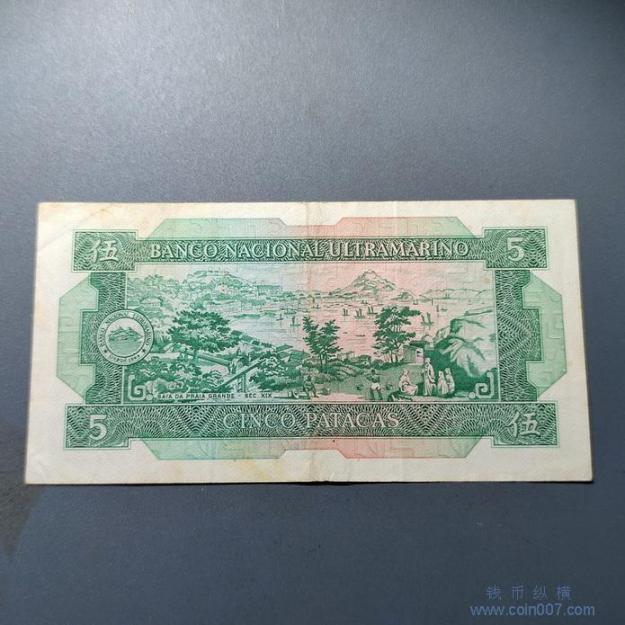 伍 BANCO NACIONAL ULTRAMARINO 5
BAÍA DA PRAIA GRANDE - SÉC. XIX
5 CINCO PATACAS 伍
钱币纵横
www.coin007.com